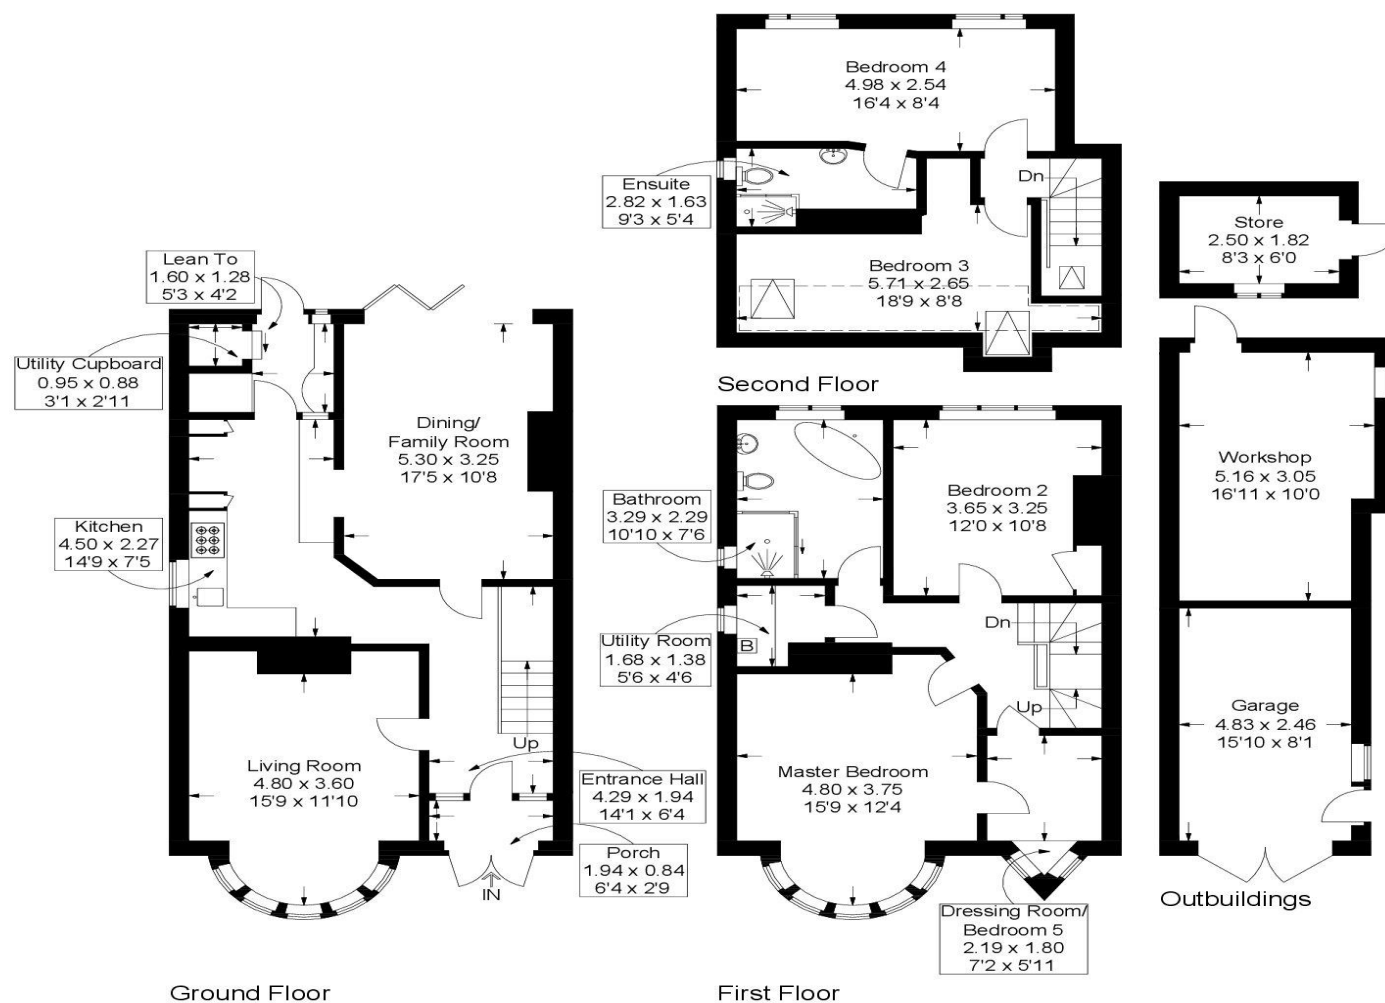 Bedroom 4
4.98 x 2.54
16'4 x 8'4
Ensuite
2.82 x 1.63
9'3 x 5'4
Dn
Bedroom 3
5.71 x 2.65
18'9 x 8'8
Second Floor
Store
2.50 x 1.82
8'3 x 6'0
Lean To
1.60 x 1.28
5'3 x 4'2
Utility Cupboard
0.95 x 0.88
3'1 x 2'11
Dining/
Family Room
5.30 x 3.25
17'5 x 10'8
Kitchen
4.50 x 2.27
14'9 x 7'5
Living Room
4.80 x 3.60
15'9 x 11'10
Up
Entrance Hall
4.29 x 1.94
14'1 x 6'4
Porch
1.94 x 0.84
6'4 x 2'9
IN
Ground Floor
Bathroom
3.29 x 2.29
10'10 x 7'6
Bedroom 2
3.65 x 3.25
12'0 x 10'8
Utility Room
1.68 x 1.38
5'6 x 4'6
B
Dn
Up
Master Bedroom
4.80 x 3.75
15'9 x 12'4
Dressing Room/
Bedroom 5
2.19 x 1.80
7'2 x 5'11
First Floor
Workshop
5.16 x 3.05
16'11 x 10'0
Garage
4.83 x 2.46
15'10 x 8'1
Outbuildings